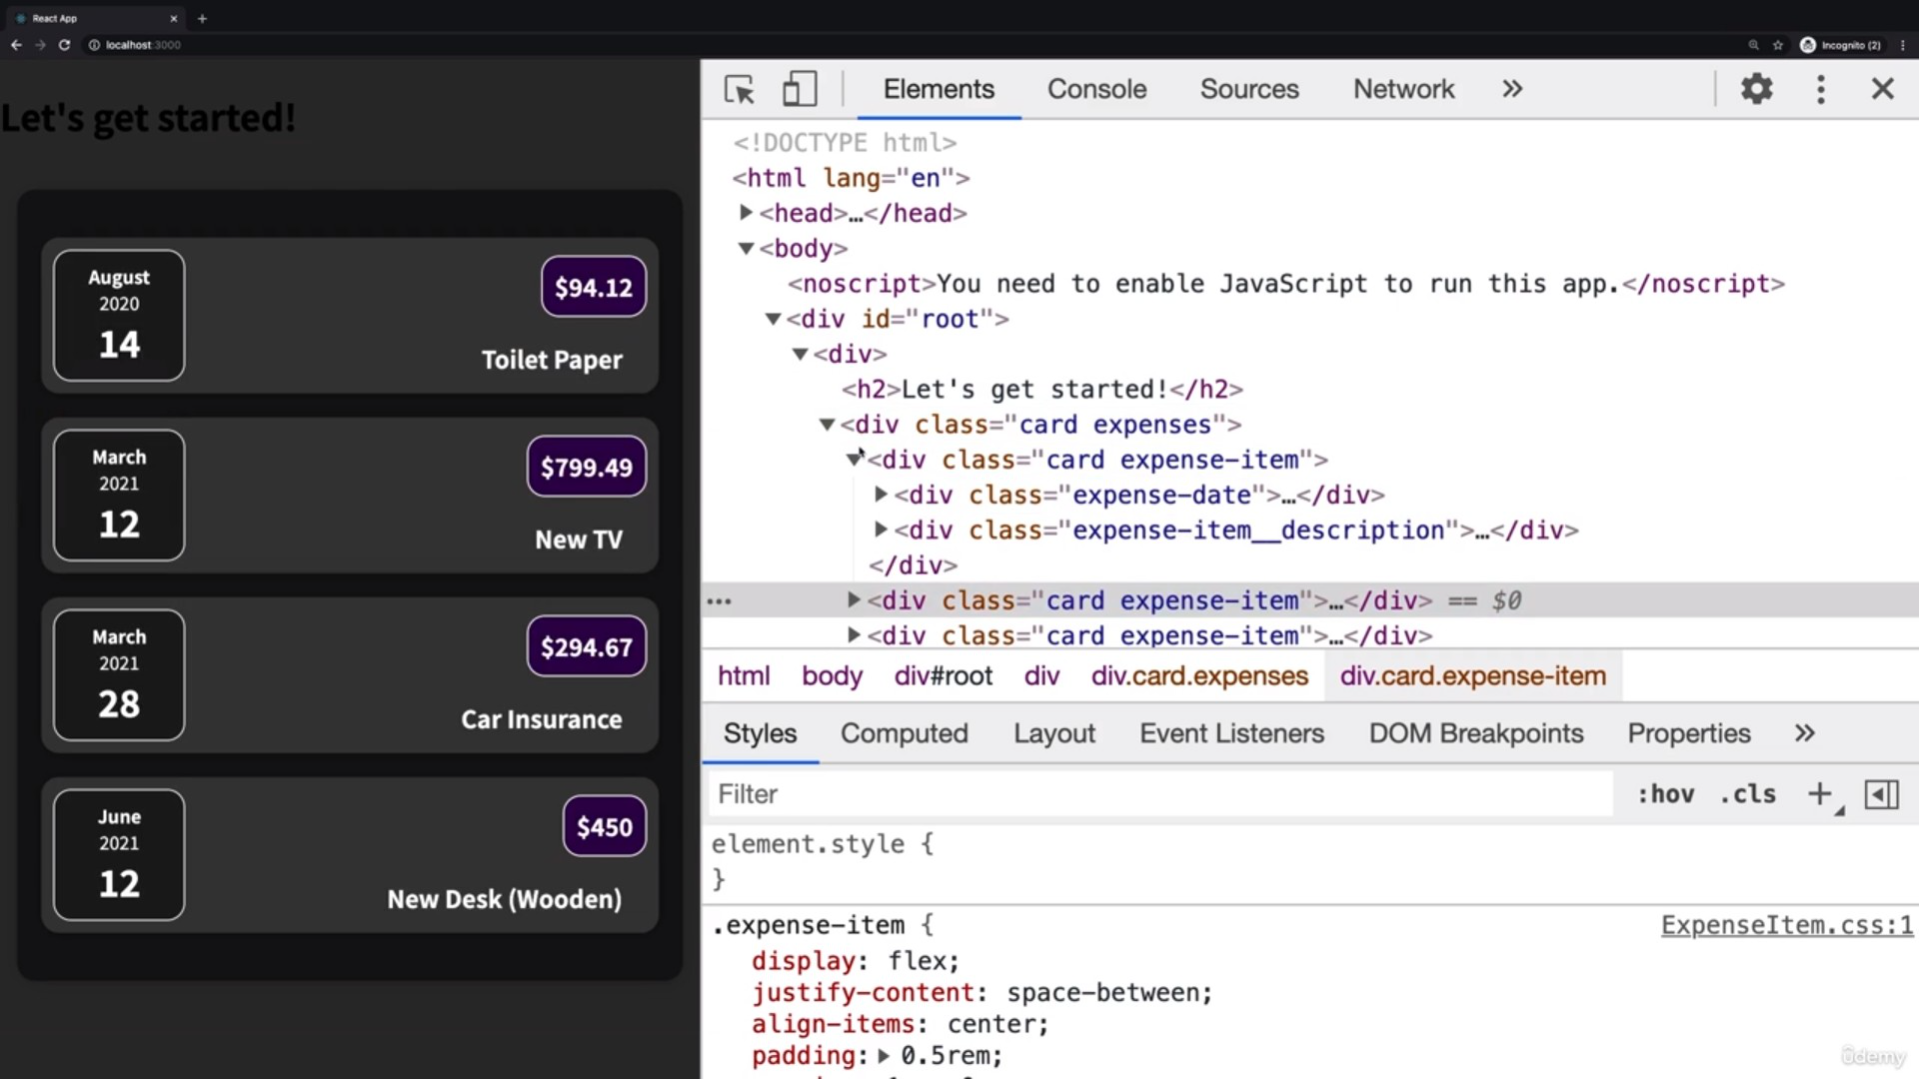 React App
localhost:3000
Incognito (2)
Let's get started!
August
2020
14
$94.12
Toilet Paper
March
2021
12
$799.49
New TV
March
2021
28
$294.67
Car Insurance
June
2021
12
$450
New Desk (Wooden)
Elements Console Sources Network »
<!DOCTYPE html>
<html lang="en">
<head>…</head>
<body>
<noscript>You need to enable JavaScript to run this app.</noscript>
<div id="root">
<div>
<h2>Let's get started!</h2>
<div class="card expenses">
<div class="card expense-item">
<div class="expense-date">…</div>
<div class="expense-item__description">…</div>
</div>
<div class="card expense-item">…</div> == $0
<div class="card expense-item">…</div>
html body div#root div div.card.expenses div.card.expense-item
Styles Computed Layout Event Listeners DOM Breakpoints Properties »
Filter :hov .cls +
element.style {
}
.expense-item { ExpenseItem.css:1
display: flex;
justify-content: space-between;
align-items: center;
padding: 0.5rem;
ûdemy